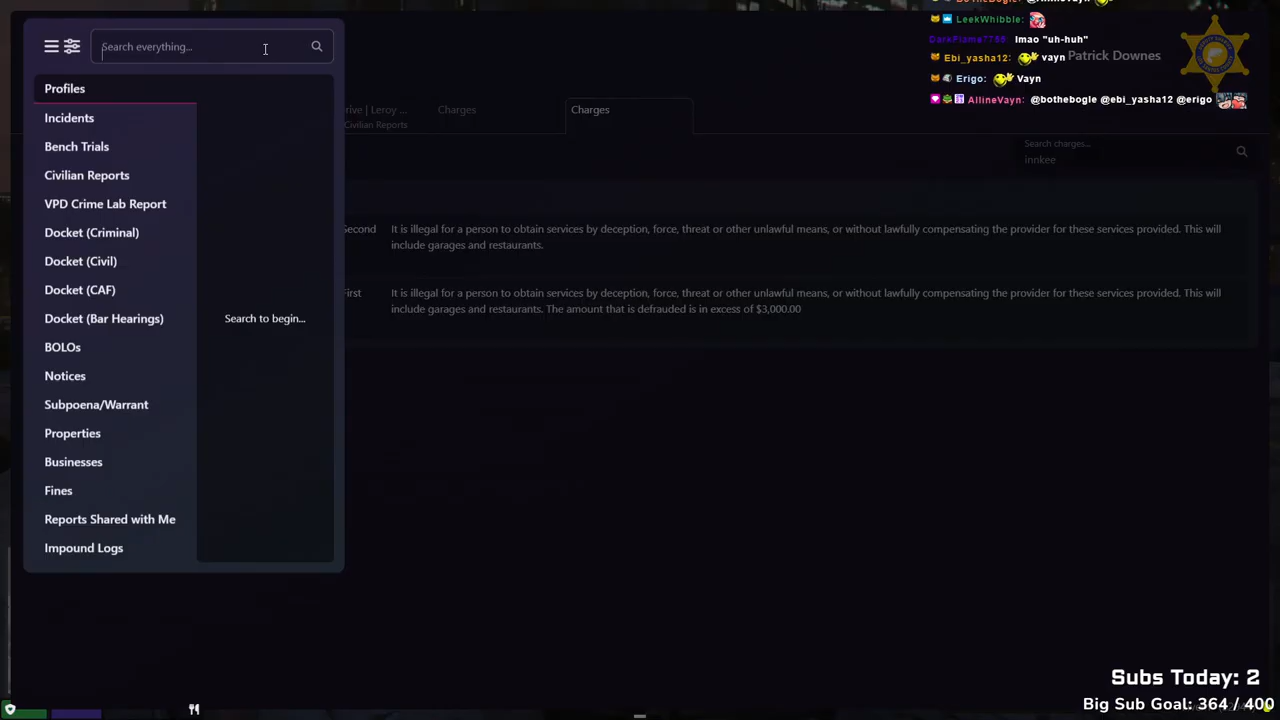 LeekWhibble:
DarkFlame7789: lmao "uh-huh"
Ebi_yasha12: vayn
Patrick Downes
Erigo: Vayn
AllineVayn: @bothebogle @ebi_yasha12 @erigo
Search everything...
Profiles
Incidents
Bench Trials
Civilian Reports
VPD Crime Lab Report
Docket (Criminal)
Docket (Civil)
Docket (CAF)
Docket (Bar Hearings)
BOLOs
Notices
Subpoena/Warrant
Properties
Businesses
Fines
Reports Shared with Me
Impound Logs
Search to begin...
rive | Leroy ...
Civilian Reports
Charges
Charges
Search charges...
innkee
Second
It is illegal for a person to obtain services by deception, force, threat or other unlawful means, or without lawfully compensating the provider for these services provided. This will
include garages and restaurants.
First
It is illegal for a person to obtain services by deception, force, threat or other unlawful means, or without lawfully compensating the provider for these services provided. This will
include garages and restaurants. The amount that is defrauded is in excess of $3,000.00
Subs Today: 2
Big Sub Goal: 364 / 400